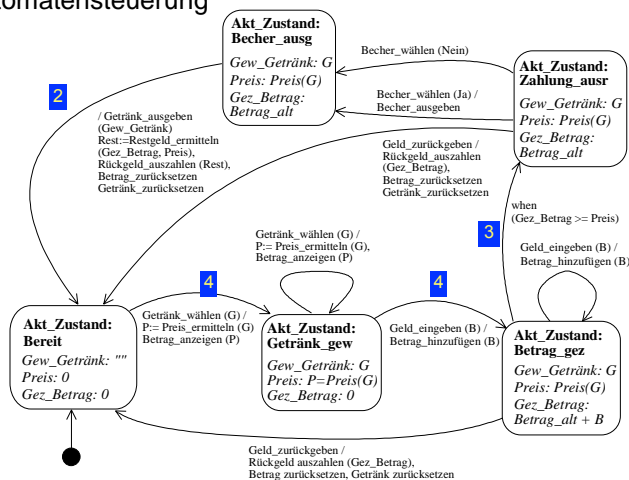 tomatensteuerung
Akt_Zustand:
Becher_ausg
Gew_Getränk: G
Preis: Preis(G)
Gez_Betrag:
Betrag_alt
Becher_wählen (Nein)
Becher_wählen (Ja) /
Becher_ausgeben
Akt_Zustand:
Zahlung_ausr
Gew_Getränk: G
Preis: Preis(G)
Gez_Betrag:
Betrag_alt
2
/ Getränk_ausgeben
(Gew_Getränk)
Rest:=Restgeld_ermitteln
(Gez_Betrag, Preis),
Rückgeld_auszahlen (Rest),
Betrag_zurücksetzen
Getränk_zurücksetzen
Geld_zurückgeben /
Rückgeld_auszahlen
(Gez_Betrag),
Betrag_zurücksetzen
Getränk_zurücksetzen
when
(Gez_Betrag >= Preis)
3
Getränk_wählen (G) /
P:= Preis_ermitteln (G),
Betrag_anzeigen (P)
Geld_eingeben (B) /
Betrag_hinzufügen (B)
4
4
Akt_Zustand:
Bereit
Gew_Getränk: ""
Preis: 0
Gez_Betrag: 0
Getränk_wählen (G) /
P:= Preis_ermitteln (G)
Betrag_anzeigen (P)
Akt_Zustand:
Getränk_gew
Gew_Getränk: G
Preis: P=Preis(G)
Gez_Betrag: 0
Geld_eingeben (B) /
Betrag_hinzufügen (B)
Akt_Zustand:
Betrag_gez
Gew_Getränk: G
Preis: Preis(G)
Gez_Betrag:
Betrag_alt + B
Geld_zurückgeben /
Rückgeld auszahlen (Gez_Betrag),
Betrag zurücksetzen, Getränk zurücksetzen